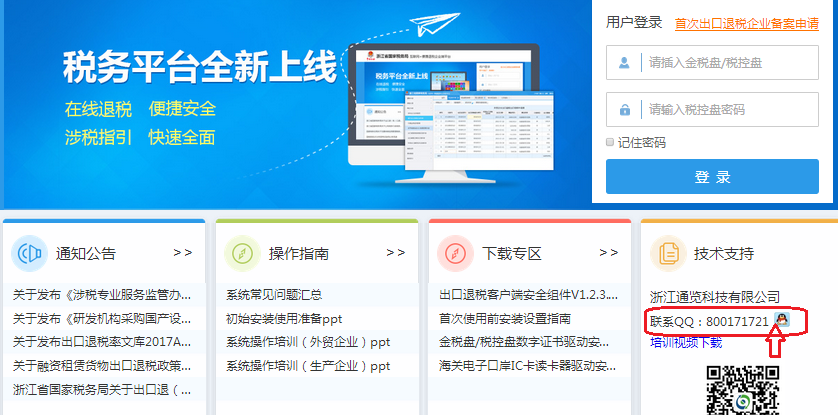 税务平台全新上线
在线退税 便捷安全
涉税指引 快速全面
用户登录 首次出口退税企业备案申请
请插入金税盘/税控盘
请输入税控盘密码
记住密码
登 录
通知公告 >>
关于发布《涉税专业服务监管办...
关于发布《研发机构采购国产设...
关于发布出口退税率文库2017A...
关于融资租赁货物出口退税政策...
浙江省国家税务局关于出口退（...
操作指南 >>
系统常见问题汇总
初始安装使用准备ppt
系统操作培训（外贸企业）ppt
系统操作培训（生产企业）ppt
下载专区 >>
出口退税客户端安全组件V1.2.3....
首次使用前安装设置指南
金税盘/税控盘数字证书驱动安...
海关电子口岸IC卡读卡器驱动安...
技术支持
浙江通览科技有限公司
联系QQ：800171721
培训视频下载